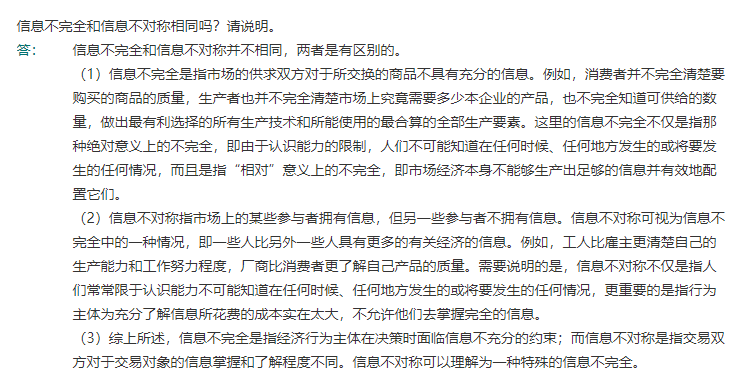 信息不完全和信息不对称相同吗？请说明。
答： 信息不完全和信息不对称并不相同，两者是有区别的。
（1）信息不完全是指市场的供求双方对于所交换的商品不具有充分的信息。例如，消费者并不完全清楚要
购买的商品的质量，生产者也并不完全清楚市场上究竟需要多少本企业的产品，也不完全知道可供给的数
量，做出最有利选择的所有生产技术和所能使用的最合算的全部生产要素。这里的信息不完全不仅是指那
种绝对意义上的不完全，即由于认识能力的限制，人们不可能知道在任何时候、任何地方发生的或将要发
生的任何情况，而且是指“相对”意义上的不完全，即市场经济本身不能够生产出足够的信息并有效地配
置它们。
（2）信息不对称指市场上的某些参与者拥有信息，但另一些参与者不拥有信息。信息不对称可视为信息不
完全中的一种情况，即一些人比另外一些人具有更多的有关经济的信息。例如，工人比雇主更清楚自己的
生产能力和工作努力程度，厂商比消费者更了解自己产品的质量。需要说明的是，信息不对称不仅是指人
们常常限于认识能力不可能知道在任何时候、任何地方发生的或将要发生的任何情况，更重要的是指行为
主体为充分了解信息所花费的成本实在太大，不允许他们去掌握完全的信息。
（3）综上所述，信息不完全是指经济行为主体在决策时面临信息不充分的约束；而信息不对称是指交易双
方对于交易对象的信息掌握和了解程度不同。信息不对称可以理解为一种特殊的信息不完全。